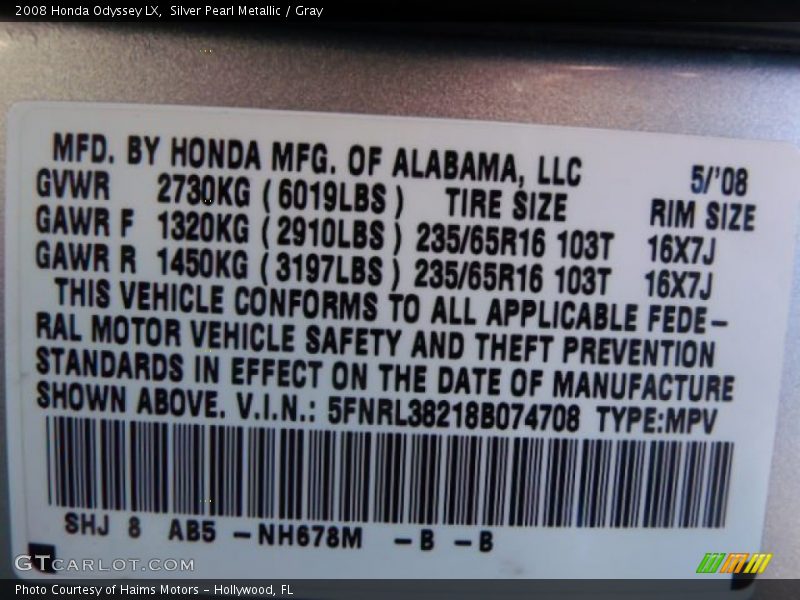 2008 Honda Odyssey LX, Silver Pearl Metallic / Gray
MFD. BY HONDA MFG. OF ALABAMA, LLC 5/'08
GVWR 2730KG (6019LBS) TIRE SIZE RIM SIZE
GAWR F 1320KG (2910LBS) 235/65R16 103T 16X7J
GAWR R 1450KG (3197LBS) 235/65R16 103T 16X7J
THIS VEHICLE CONFORMS TO ALL APPLICABLE FEDE-
RAL MOTOR VEHICLE SAFETY AND THEFT PREVENTION
STANDARDS IN EFFECT ON THE DATE OF MANUFACTURE
SHOWN ABOVE. V.I.N.: 5FNRL38218B074708 TYPE:MPV
SHJ 8 AB5 -NH678M -B -B
GTCARLOT.COM
Photo Courtesy of Haims Motors - Hollywood, FL